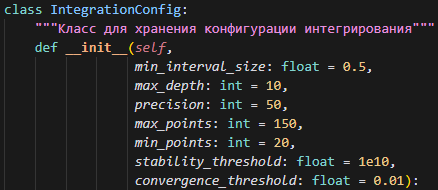 class IntegrationConfig:
"""Класс для хранения конфигурации интегрирования"""
def __init__(self,
min_interval_size: float = 0.5,
max_depth: int = 10,
precision: int = 50,
max_points: int = 150,
min_points: int = 20,
stability_threshold: float = 1e10,
convergence_threshold: float = 0.01):